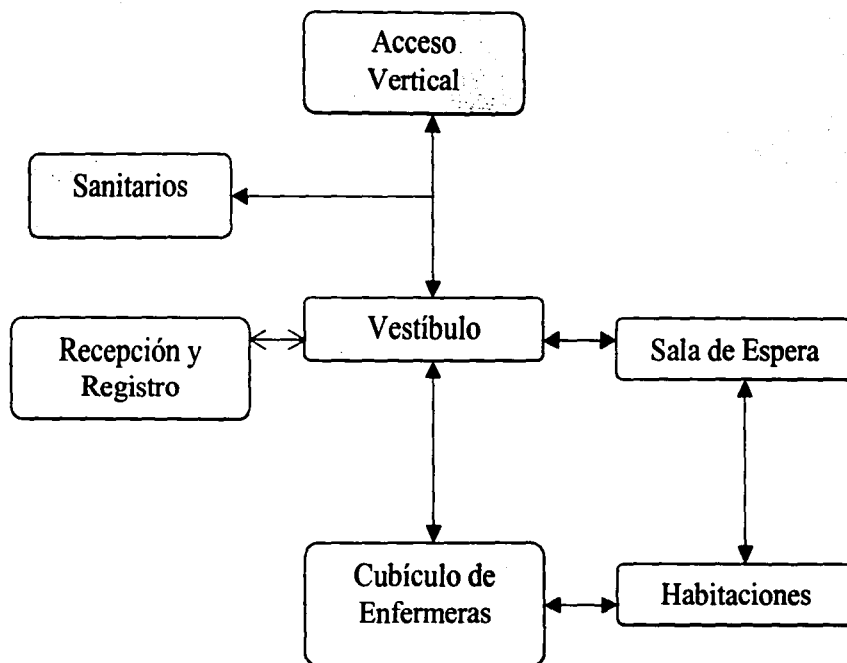 Acceso
Vertical
Sanitarios
Vestíbulo
Recepción y
Registro
Sala de Espera
Cubículo de
Enfermeras
Habitaciones